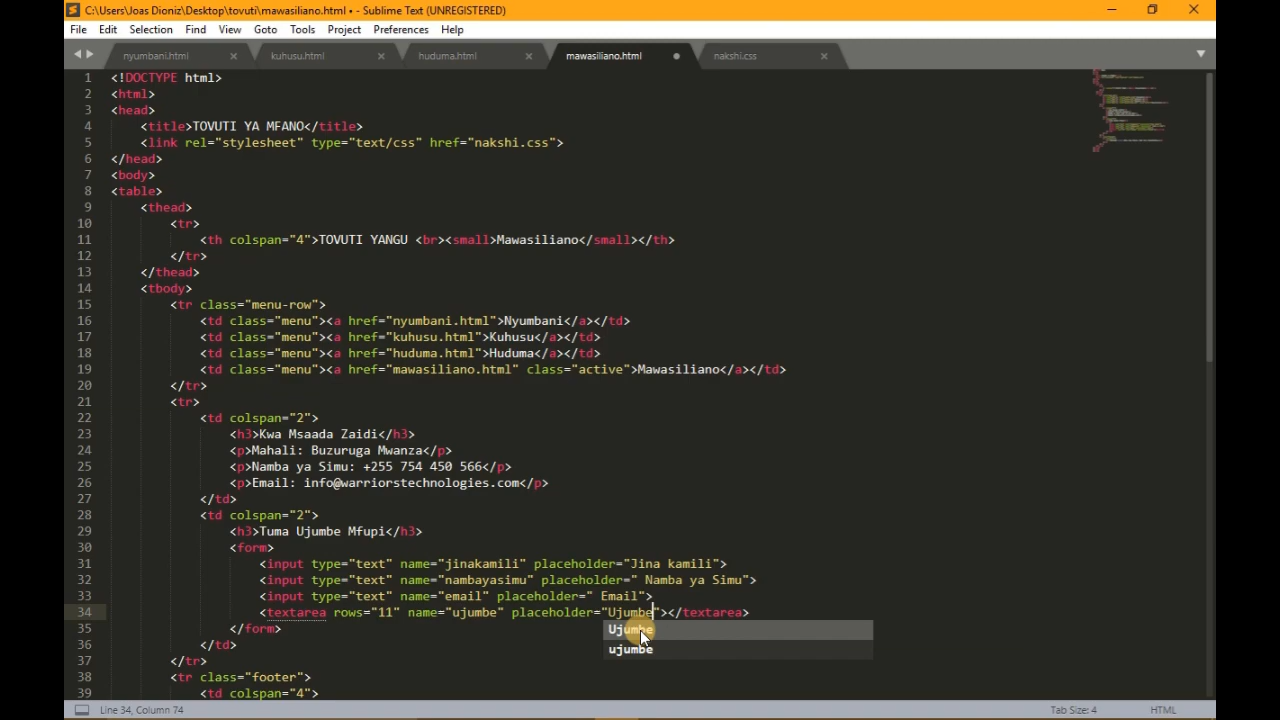 C:\Users\Joas Dioniz\Desktop\tovuti\mawasiliano.html • - Sublime Text (UNREGISTERED)
File Edit Selection Find View Goto Tools Project Preferences Help
nyumbani.html kuhusu.html huduma.html mawasiliano.html nakshi.css
1 <!DOCTYPE html>
2 <html>
3 <head>
4 <title>TOVUTI YA MFANO</title>
5 <link rel="stylesheet" type="text/css" href="nakshi.css">
6 </head>
7 <body>
8 <table>
9 <thead>
10 <tr>
11 <th colspan="4">TOVUTI YANGU <br><small>Mawasiliano</small></th>
12 </tr>
13 </thead>
14 <tbody>
15 <tr class="menu-row">
16 <td class="menu"><a href="nyumbani.html">Nyumbani</a></td>
17 <td class="menu"><a href="kuhusu.html">Kuhusu</a></td>
18 <td class="menu"><a href="huduma.html">Huduma</a></td>
19 <td class="menu"><a href="mawasiliano.html" class="active">Mawasiliano</a></td>
20 </tr>
21 <tr>
22 <td colspan="2">
23 <h3>Kwa Msaada Zaidi</h3>
24 <p>Mahali: Buzuruga Mwanza</p>
25 <p>Namba ya Simu: +255 754 450 566</p>
26 <p>Email: info@warriorstechnologies.com</p>
27 </td>
28 <td colspan="2">
29 <h3>Tuma Ujumbe Mfupi</h3>
30 <form>
31 <input type="text" name="jinakamili" placeholder="Jina kamili">
32 <input type="text" name="nambayasimu" placeholder=" Namba ya Simu">
33 <input type="text" name="email" placeholder=" Email">
34 <textarea rows="11" name="ujumbe" placeholder="Ujumbe"></textarea>
35 </form>
Ujumbe
ujumbe
36 </td>
37 </tr>
38 <tr class="footer">
39 <td colspan="4">
Line 34, Column 74 Tab Size: 4 HTML